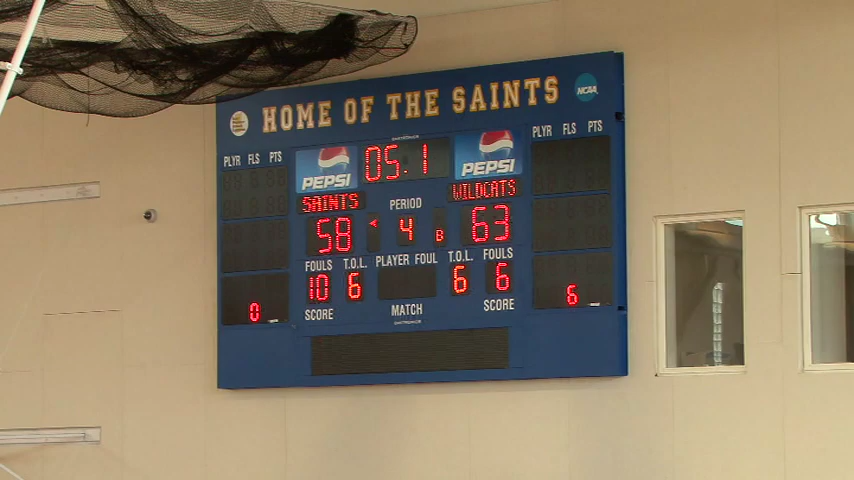 HOME OF THE SAINTS
NCAA
PLYR FLS PTS
PEPSI
05.1
PEPSI
PLYR FLS PTS
SAINTS
PERIOD
WILDCATS
58
<
4
B
63
FOULS T.O.L. PLAYER FOUL T.O.L. FOULS
10 6 6 6
0
6
SCORE MATCH SCORE
DAKTRONICS